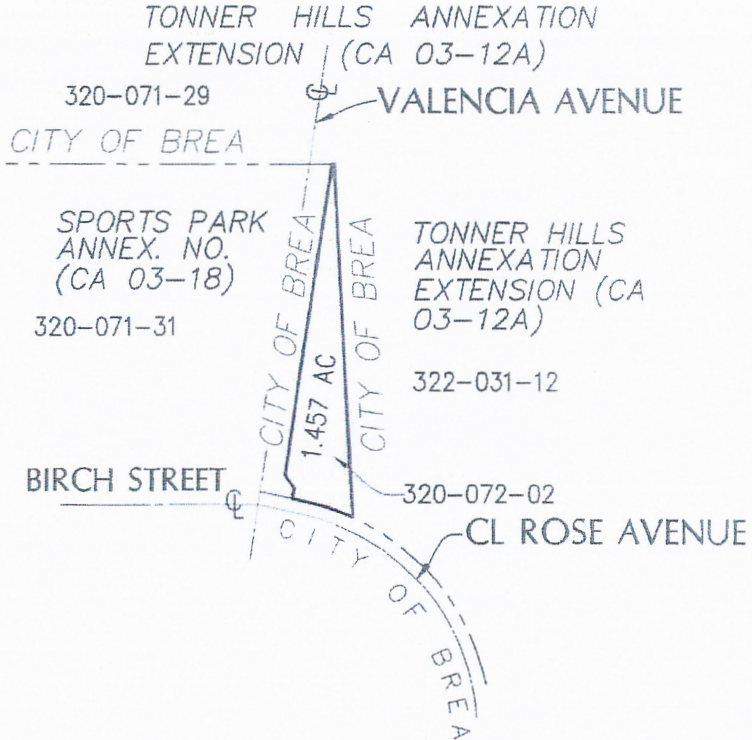 TONNER HILLS ANNEXATION
EXTENSION (CA 03-12A)
320-071-29
℄
VALENCIA AVENUE
CITY OF BREA
SPORTS PARK
ANNEX. NO.
(CA 03-18)
320-071-31
CITY OF BREA
1.457 AC
CITY OF BREA
TONNER HILLS
ANNEXATION
EXTENSION (CA
03-12A)
322-031-12
BIRCH STREET
℄
320-072-02
CL ROSE AVENUE
CITY OF BREA